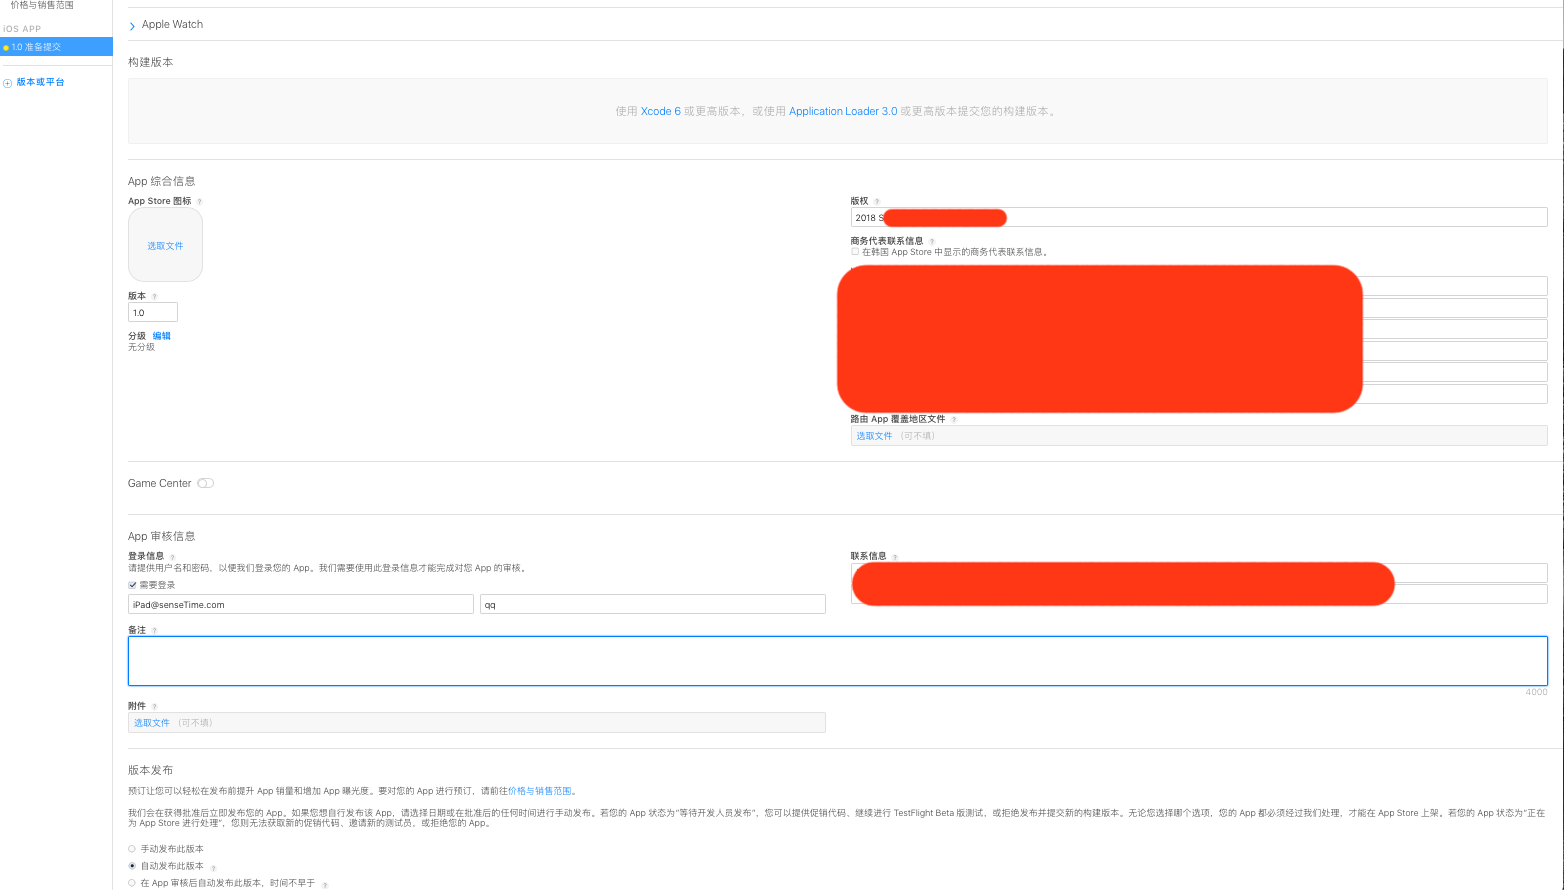 价格与销售范围
iOS APP
1.0 准备提交
版本或平台
Apple Watch
构建版本
使用 Xcode 6 或更高版本，或使用 Application Loader 3.0 或更高版本提交您的构建版本。
App 综合信息
App Store 图标 ?
选取文件
版本 ?
1.0
分级 编辑
无分级
版权 ?
2018 S
商务代表联系信息 ?
在韩国 App Store 中显示的商务代表联系信息。
路由 App 覆盖地区文件 ?
选取文件 (可不填)
Game Center
App 审核信息
登录信息 ?
请提供用户名和密码，以便我们登录您的 App。我们需要使用此登录信息才能完成对您 App 的审核。
需要登录
iPad@senseTime.com
qq
联系信息 ?
备注 ?
4000
附件 ?
选取文件 (可不填)
版本发布
预订让您可以轻松在发布前提升 App 销量和增加 App 曝光度。要对您的 App 进行预订，请前往价格与销售范围。
我们会在获得批准后立即发布您的 App。如果您想自行发布该 App，请选择日期或在批准后的任何时间进行手动发布。若您的 App 状态为“等待开发人员发布”，您可以提供促销代码、继续进行 TestFlight Beta 版测试，或拒绝发布并提交新的构建版本。无论您选择哪个选项，您的 App 都必须经过我们处理，才能在 App Store 上架。若您的 App 状态为“正在
为 App Store 进行处理”，您则无法获取新的促销代码、邀请新的测试员，或拒绝您的 App。
手动发布此版本
自动发布此版本 ?
在 App 审核后自动发布此版本，时间不早于 ?